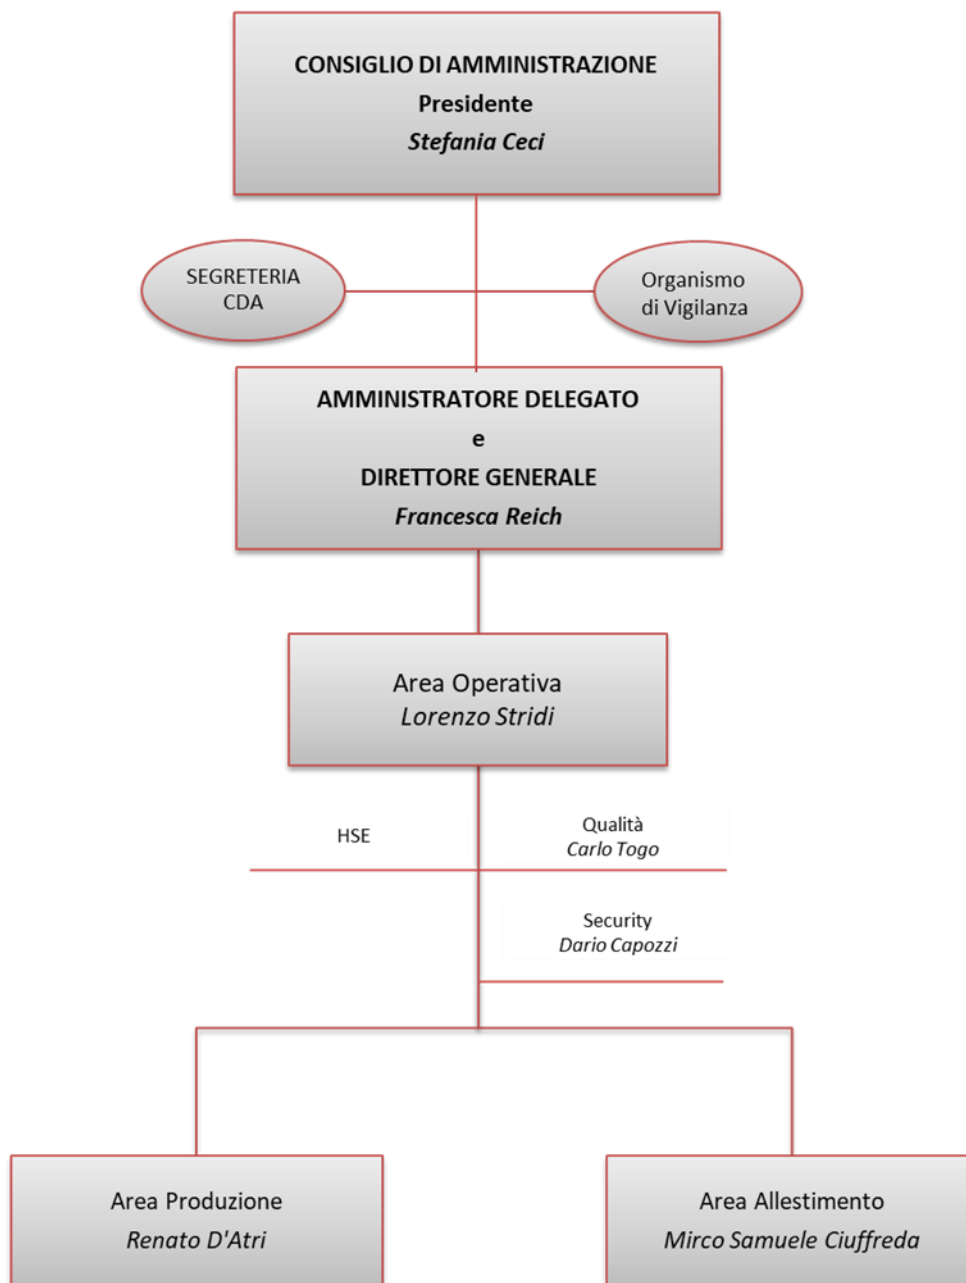 CONSIGLIO DI AMMINISTRAZIONE
Presidente
Stefania Ceci
SEGRETERIA
CDA
Organismo
di Vigilanza
AMMINISTRATORE DELEGATO
e
DIRETTORE GENERALE
Francesca Reich
Area Operativa
Lorenzo Stridi
HSE
Qualità
Carlo Togo
Security
Dario Capozzi
Area Produzione
Renato D'Atri
Area Allestimento
Mirco Samuele Ciuffreda